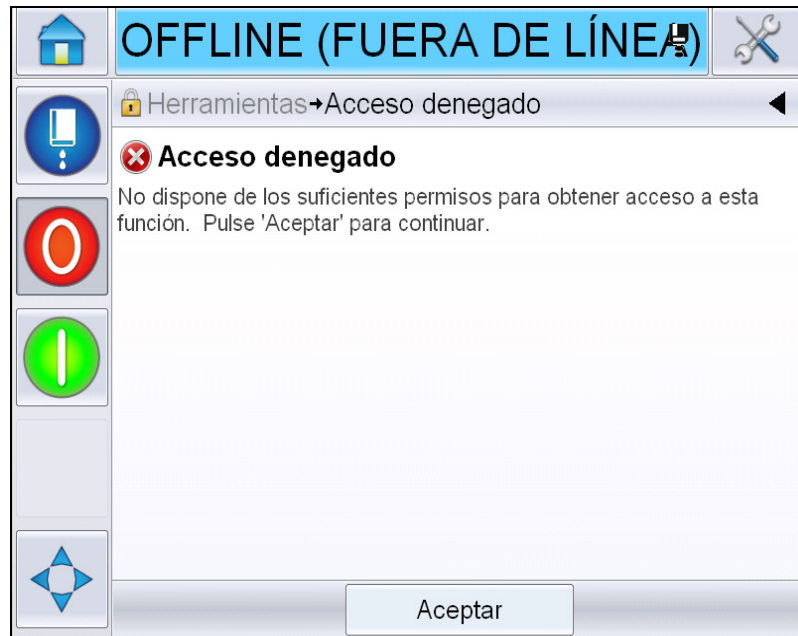 OFFLINE (FUERA DE LÍNEA)
Herramientas→Acceso denegado
Acceso denegado
No dispone de los suficientes permisos para obtener acceso a esta
función. Pulse 'Aceptar' para continuar.
Aceptar